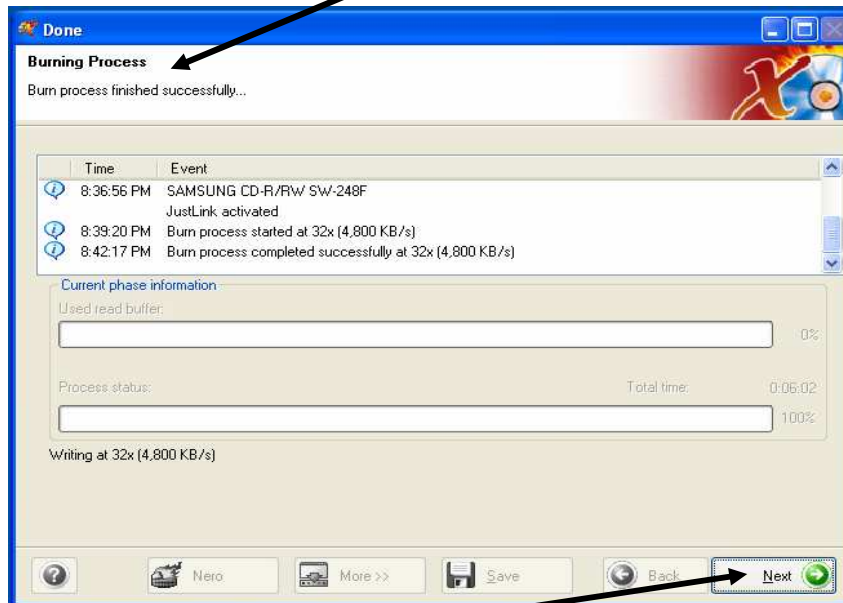 Done
Burning Process
Burn process finished successfully...
Time Event
8:36:56 PM SAMSUNG CD-R/RW SW-248F
JustLink activated
8:39:20 PM Burn process started at 32x (4,800 KB/s)
8:42:17 PM Burn process completed successfully at 32x (4,800 KB/s)
Current phase information
Used read buffer:
0%
Process status: Total time: 0:06:02
100%
Writing at 32x (4,800 KB/s)
Nero More >> Save Back Next